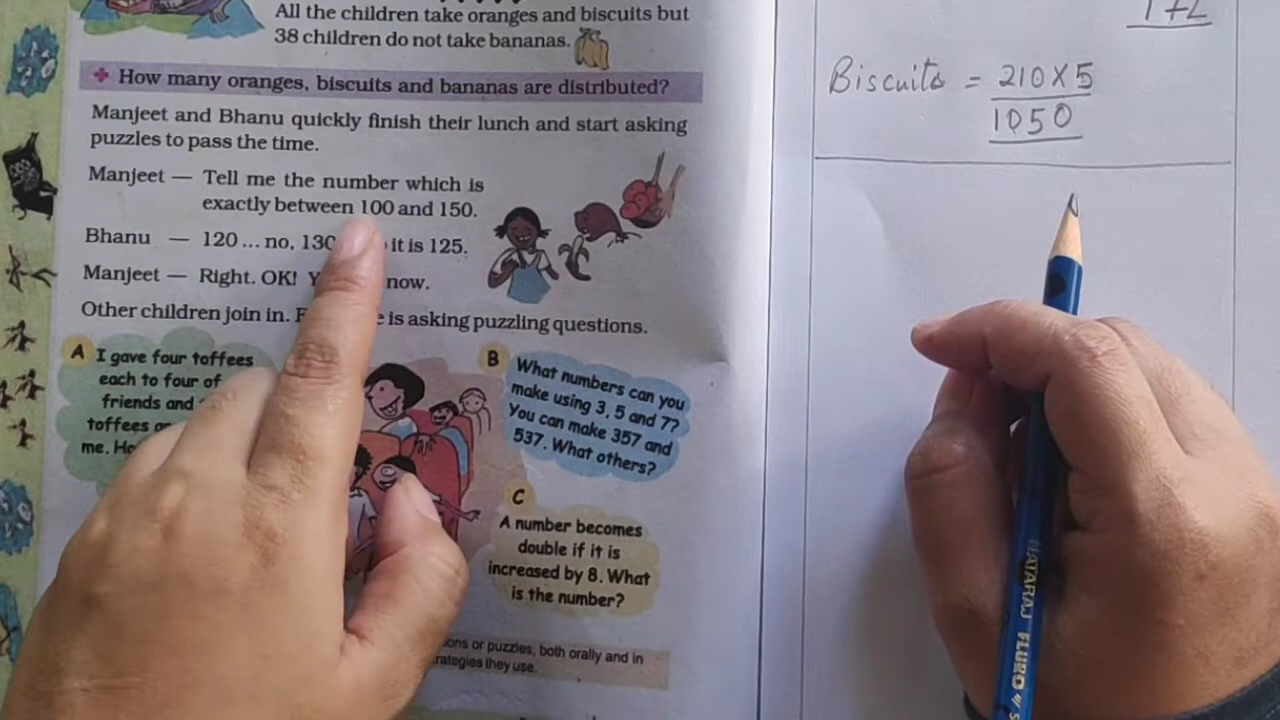 All the children take oranges and biscuits but
38 children do not take bananas.
How many oranges, biscuits and bananas are distributed?
Manjeet and Bhanu quickly finish their lunch and start asking
puzzles to pass the time.
Manjeet — Tell me the number which is
exactly between 100 and 150.
Bhanu — 120 ... no, 130 it is 125.
Manjeet — Right. OK! now.
Other children join in. is asking puzzling questions.
A I gave four toffees
each to four of
friends and
toffees
me.
B What numbers can you
make using 3, 5 and 7?
You can make 357 and
537. What others?
C
A number becomes
double if it is
increased by 8. What
is the number?
or puzzles, both orally and in
they use.
172
Biscuits = 210 X 5
1050
NATARAJ FLURO